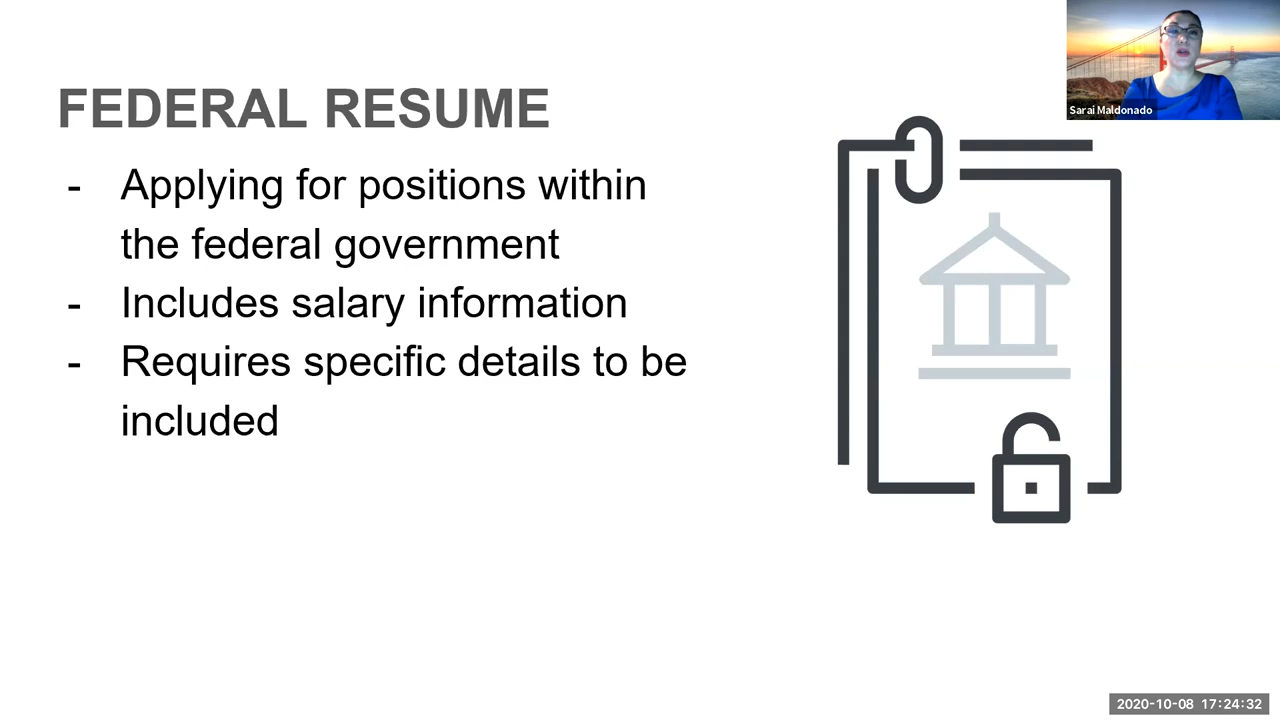 FEDERAL RESUME
- Applying for positions within
the federal government
- Includes salary information
- Requires specific details to be
included
Sarai Maldonado
2020-10-08 17:24:32